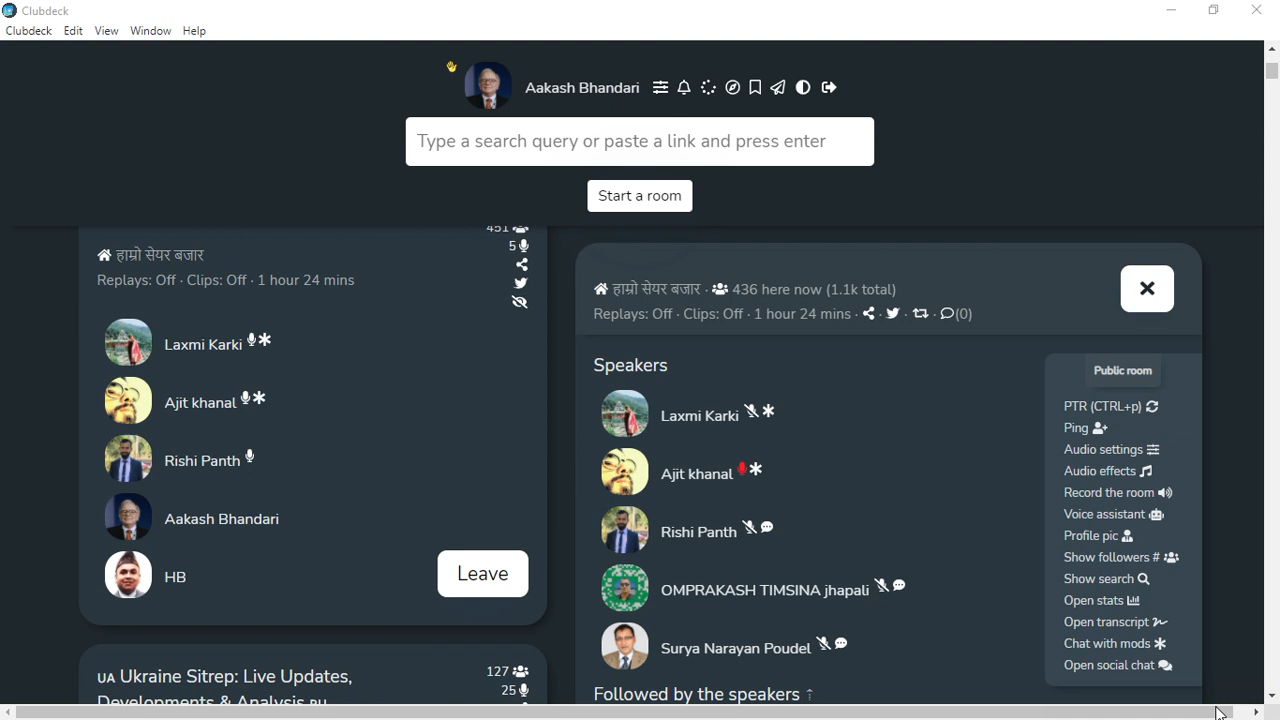 Clubdeck
Clubdeck Edit View Window Help
Aakash Bhandari
Type a search query or paste a link and press enter
Start a room
451
5
हाम्रो सेयर बजार
Replays: Off · Clips: Off · 1 hour 24 mins
Laxmi Karki
Ajit khanal
Rishi Panth
Aakash Bhandari
HB
Leave
UA Ukraine Sitrep: Live Updates,
Developments & Analysis RU
127
25
हाम्रो सेयर बजार · 436 here now (1.1k total)
Replays: Off · Clips: Off · 1 hour 24 mins · · · · (0)
Speakers
Laxmi Karki
Ajit khanal
Rishi Panth
OMPRAKASH TIMSINA jhapali
Surya Narayan Poudel
Followed by the speakers ↑
Public room
PTR (CTRL+p)
Ping
Audio settings
Audio effects
Record the room
Voice assistant
Profile pic
Show followers #
Show search
Open stats
Open transcript
Chat with mods
Open social chat